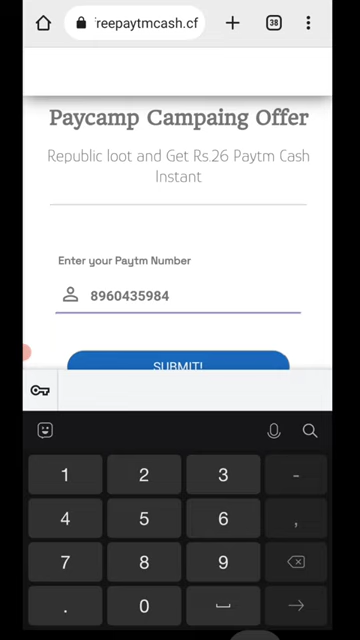 reepaytmcash.cf
38
Paycamp Campaing Offer
Republic loot and Get Rs.26 Paytm Cash
Instant
Enter your Paytm Number
8960435984
SUBMIT!
1 2 3 -
4 5 6 ,
7 8 9
. 0